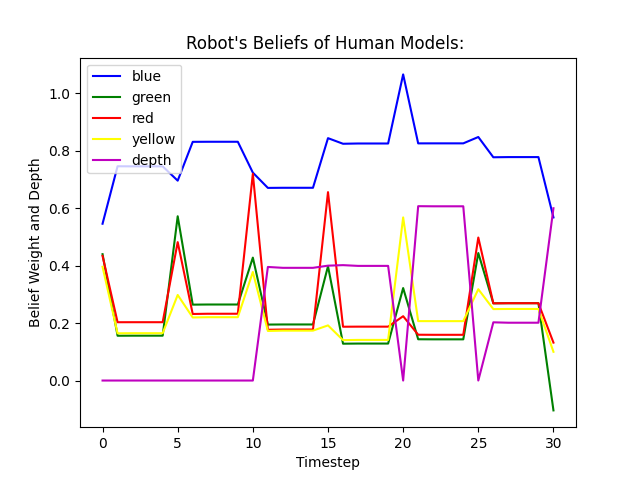 Robot's Beliefs of Human Models:
blue
green
red
yellow
depth
Belief Weight and Depth
1.0
0.8
0.6
0.4
0.2
0.0
0 5 10 15 20 25 30
Timestep